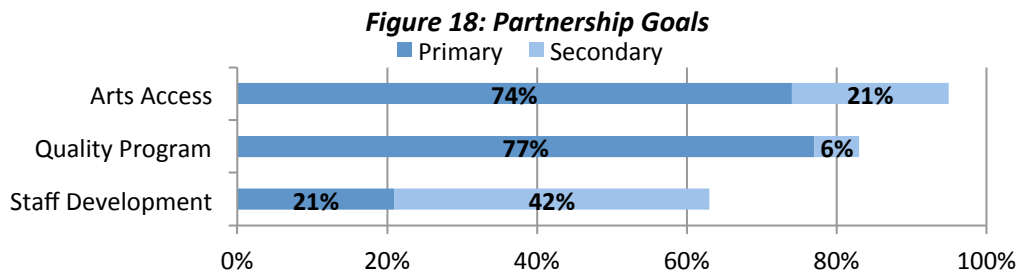 Figure 18: Partnership Goals
Primary Secondary
Arts Access 74% 21%
Quality Program 77% 6%
Staff Development 21% 42%
0% 20% 40% 60% 80% 100%